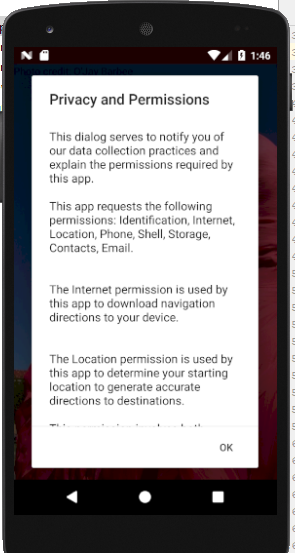 1:46
Privacy and Permissions
This dialog serves to notify you of
our data collection practices and
explain the permissions required by
this app.
This app requests the following
permissions: Identification, Internet,
Location, Phone, Shell, Storage,
Contacts, Email.
The Internet permission is used by
this app to download navigation
directions to your device.
The Location permission is used by
this app to determine your starting
location to generate accurate
directions to destinations.
OK